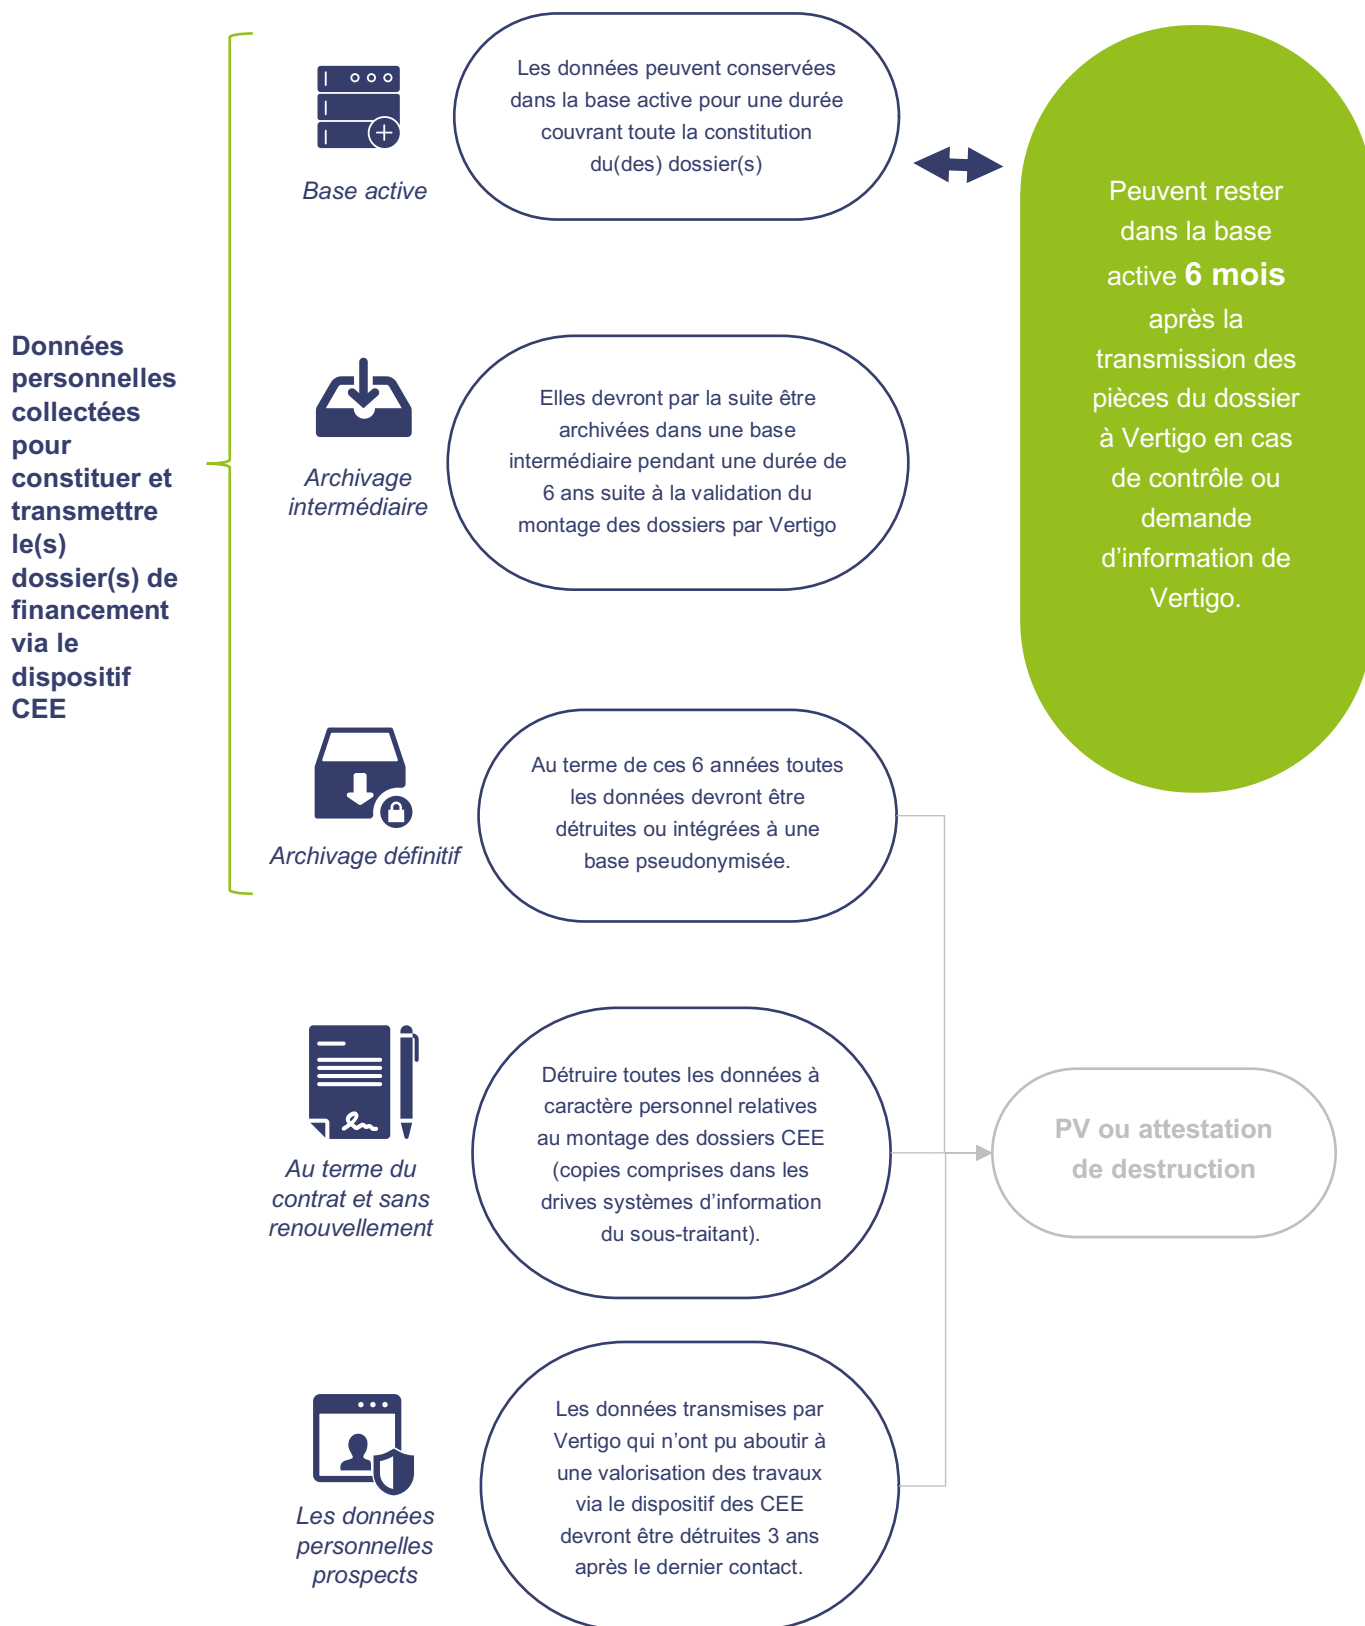 Données
personnelles
collectées
pour
constituer et
transmettre
le(s)
dossier(s) de
financement
via le
dispositif
CEE
Base active
Les données peuvent conservées
dans la base active pour une durée
couvrant toute la constitution
du(des) dossier(s)
Peuvent rester
dans la base
active 6 mois
après la
transmission des
pièces du dossier
à Vertigo en cas
de contrôle ou
demande
d’information de
Vertigo.
Archivage
intermédiaire
Elles devront par la suite être
archivées dans une base
intermédiaire pendant une durée de
6 ans suite à la validation du
montage des dossiers par Vertigo
Archivage définitif
Au terme de ces 6 années toutes
les données devront être
détruites ou intégrées à une
base pseudonymisée.
Au terme du
contrat et sans
renouvellement
Détruire toutes les données à
caractère personnel relatives
au montage des dossiers CEE
(copies comprises dans les
drives systèmes d’information
du sous-traitant).
PV ou attestation
de destruction
Les données
personnelles
prospects
Les données transmises par
Vertigo qui n’ont pu aboutir à
une valorisation des travaux
via le dispositif des CEE
devront être détruites 3 ans
après le dernier contact.